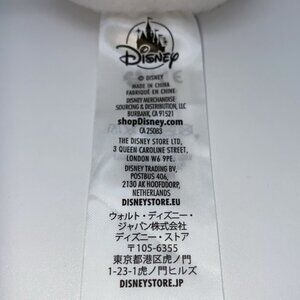 Disney
© DISNEY
MADE IN CHINA
FABRIQUÉ EN CHINE
DISNEY MERCHANDISE
SOURCING & DISTRIBUTION, LLC
BURBANK, CA 91521
shopDisney.com
CA 25083
THE DISNEY STORE LTD,
3 QUEEN CAROLINE STREET,
LONDON W6 9PE.
DISNEY TRADING BV,
POSTBUS 406,
2130 AK HOOFDORP,
NETHERLANDS
DISNEYSTORE.EU
ウォルト・ディズニー・
ジャパン株式会社
ディズニー・ストア
〒105-6355
東京都港区虎ノ門
1-23-1虎ノ門ヒルズ
DISNEYSTORE.JP